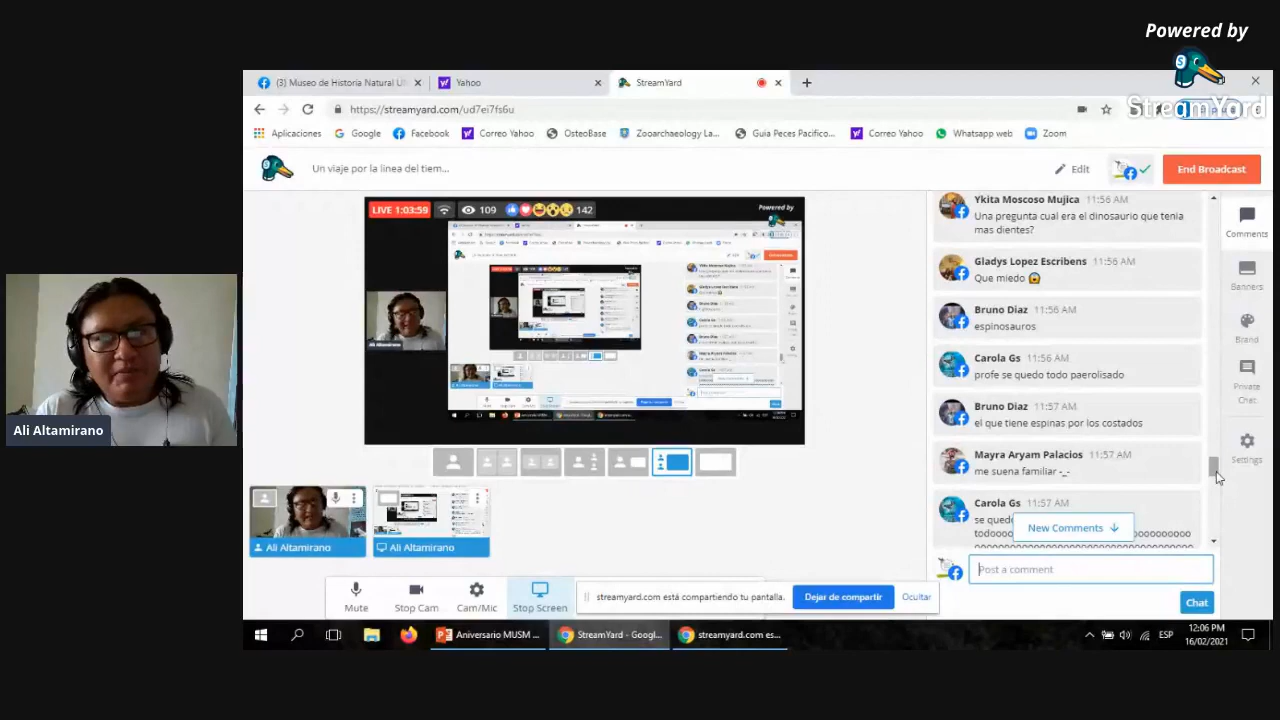 Powered by
StreamYard
(3) Museo de Historia Natural U
Yahoo
StreamYard
https://streamyard.com/ud7ei7fs6u
Aplicaciones
Google
Facebook
Correo Yahoo
OsteoBase
Zooarchaeology La...
Guia Peces Pacifico...
Correo Yahoo
Whatsapp web
Zoom
Un viaje por la linea del tiem...
Edit
End Broadcast
LIVE 1:03:59
109
142
Powered by
Ykita Moscoso Mujica 11:56 AM
Una pregunta cual era el dinosaurio que tenia
mas dientes?
Gladys Lopez Escribens 11:56 AM
Que miedo
Bruno Diaz 11:56 AM
espinosauros
Carola Gs 11:56 AM
profe se quedo todo paerolisado
Bruno Diaz 11:57 AM
el que tiene espinas por los costados
Mayra Aryam Palacios 11:57 AM
me suena familiar -_-
Carola Gs 11:57 AM
New Comments
Post a comment
Chat
Comments
Banners
Brand
Private
Chat
Settings
Ali Altamirano
Ali Altamirano
Ali Altamirano
Mute
Stop Cam
Cam/Mic
Stop Screen
streamyard.com está compartiendo tu pantalla.
Dejar de compartir
Ocultar
Aniversario MUSM ...
StreamYard - Googl...
streamyard.com es...
ESP
12:06 PM
16/02/2021